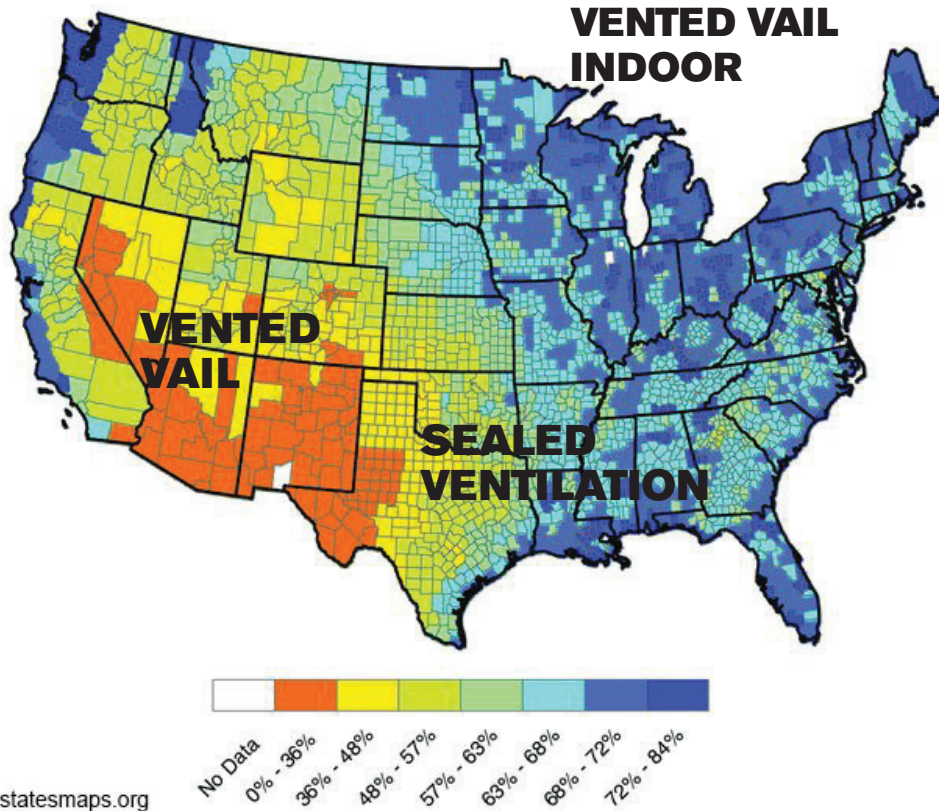 VENTED VAIL
INDOOR
VENTED
VAIL
SEALED
VENTILATION
No Data
0% - 36%
36% - 48%
48% - 57%
57% - 63%
63% - 68%
68% - 72%
72% - 84%
statesmaps.org